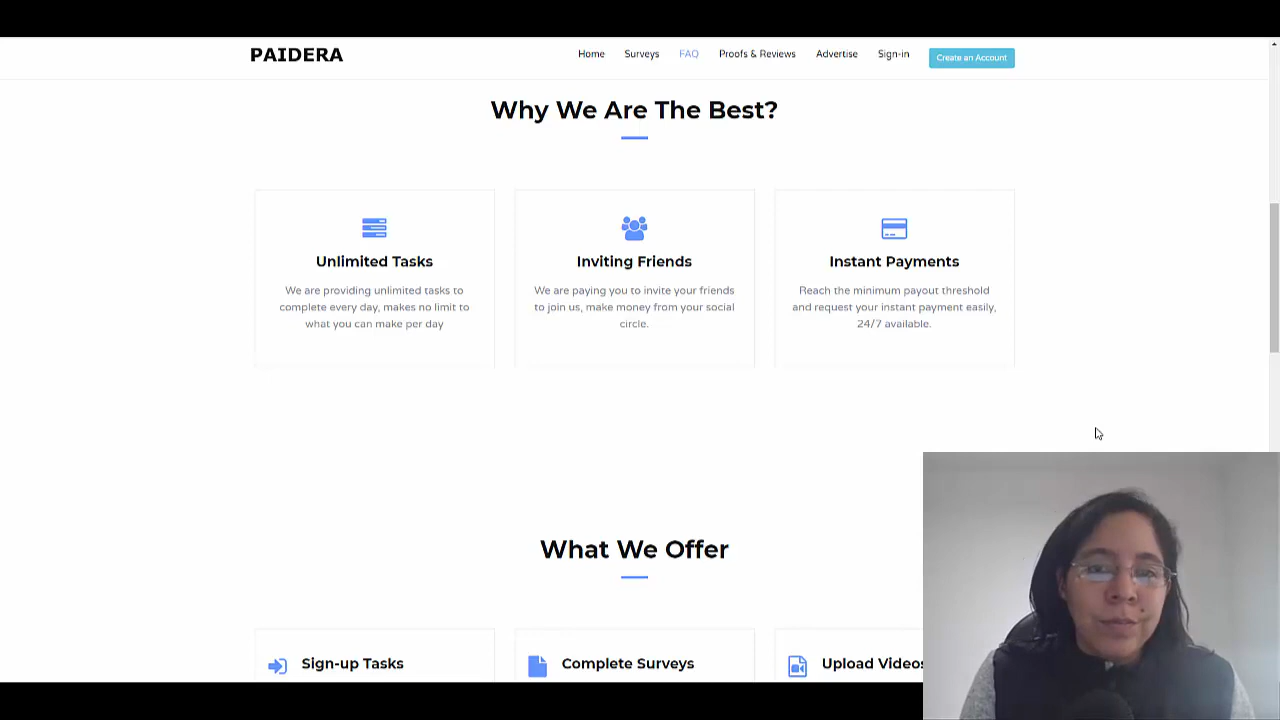 PAIDERA
Home Surveys FAQ Proofs & Reviews Advertise Sign-in Create an Account
Why We Are The Best?
Unlimited Tasks
We are providing unlimited tasks to
complete every day, makes no limit to
what you can make per day
Inviting Friends
We are paying you to invite your friends
to join us, make money from your social
circle.
Instant Payments
Reach the minimum payout threshold
and request your instant payment easily,
24/7 available.
What We Offer
Sign-up Tasks
Complete Surveys
Upload Videos